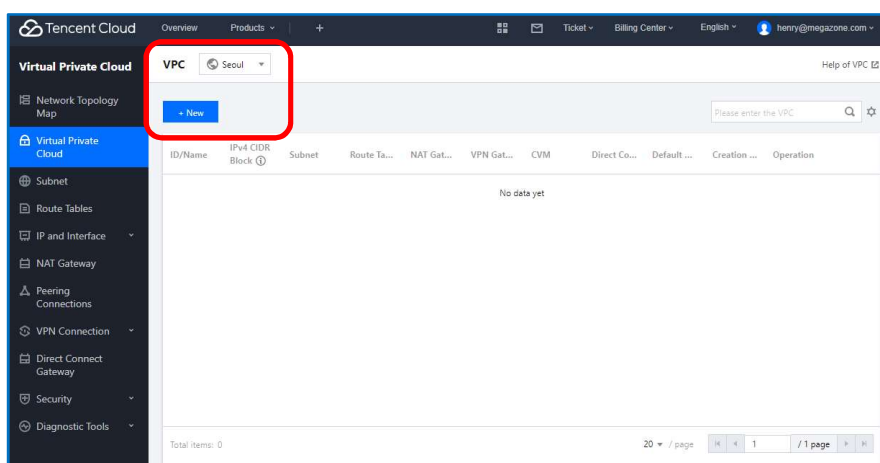 Tencent Cloud
Overview
Products
+
Ticket
Billing Center
English
henry@megazone.com
Virtual Private Cloud
VPC
Seoul
Help of VPC
Network Topology
Map
+ New
Please enter the VPC
Virtual Private
Cloud
ID/Name
IPv4 CIDR
Block
Subnet
Route Ta...
NAT Gat...
VPN Gat...
CVM
Direct Co...
Default ...
Creation ...
Operation
No data yet
Subnet
Route Tables
IP and Interface
NAT Gateway
Peering
Connections
VPN Connection
Direct Connect
Gateway
Security
Diagnostic Tools
Total items: 0
20 / page
1
/ 1 page